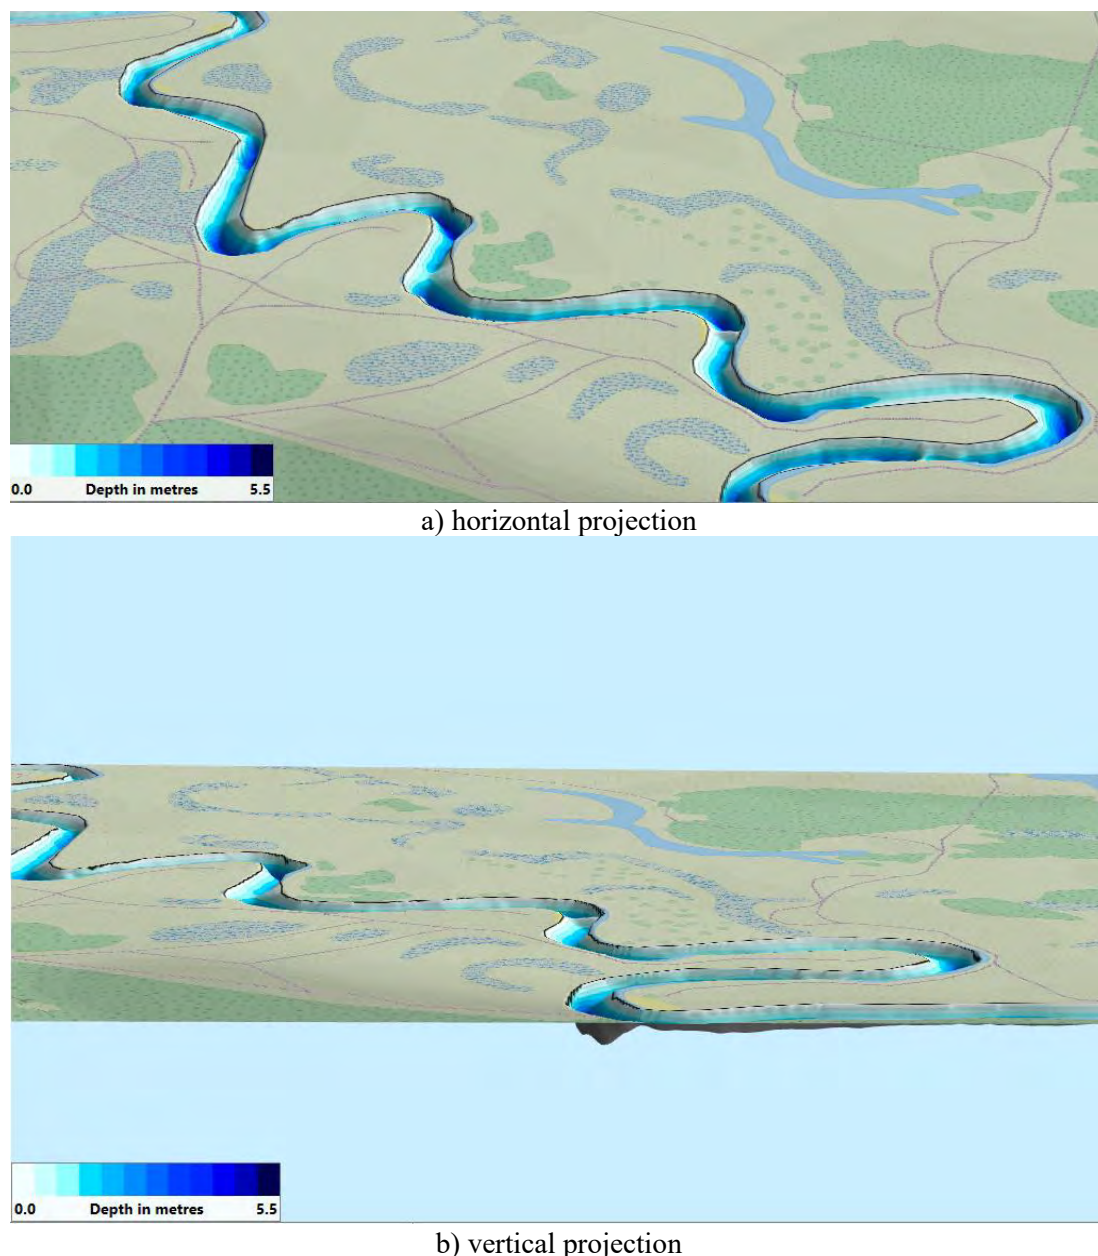 0.0 Depth in metres 5.5
a) horizontal projection
0.0 Depth in metres 5.5
b) vertical projection